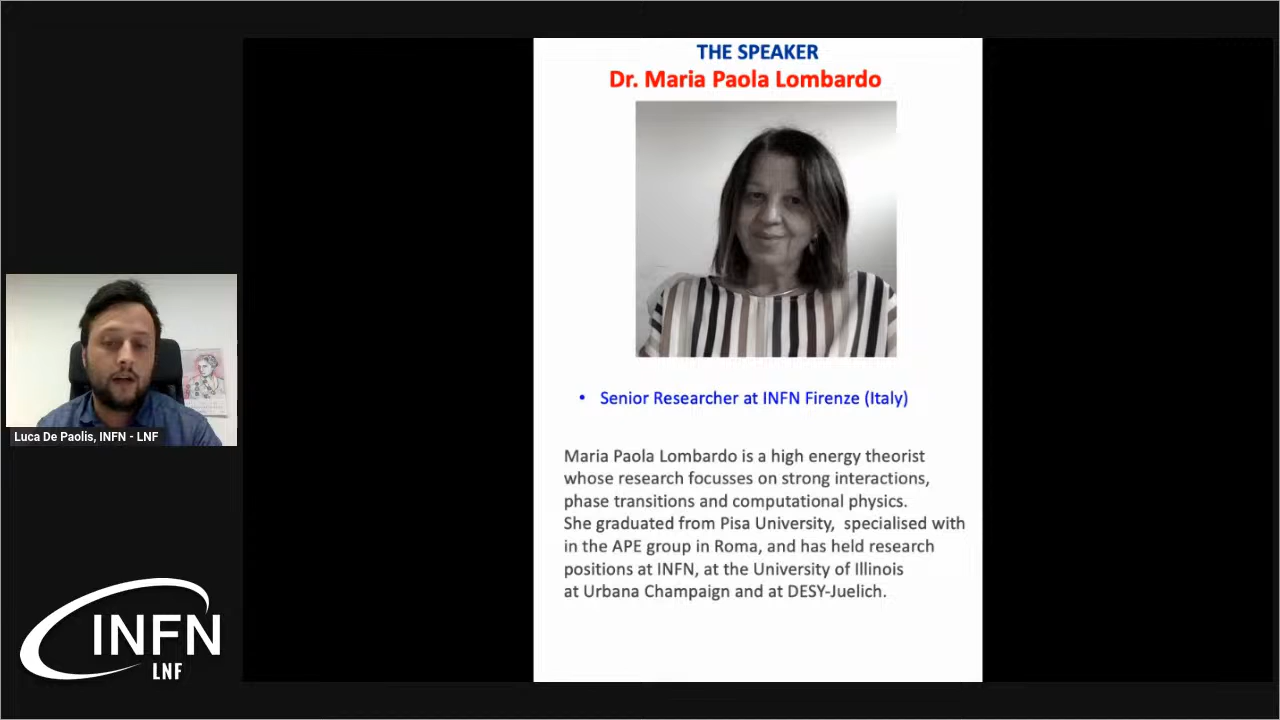 THE SPEAKER
Dr. Maria Paola Lombardo
• Senior Researcher at INFN Firenze (Italy)
Maria Paola Lombardo is a high energy theorist
whose research focusses on strong interactions,
phase transitions and computational physics.
She graduated from Pisa University,  specialised with
in the APE group in Roma, and has held research
positions at INFN, at the University of Illinois
at Urbana Champaign and at DESY-Juelich.
Luca De Paolis, INFN - LNF
INFN
LNF